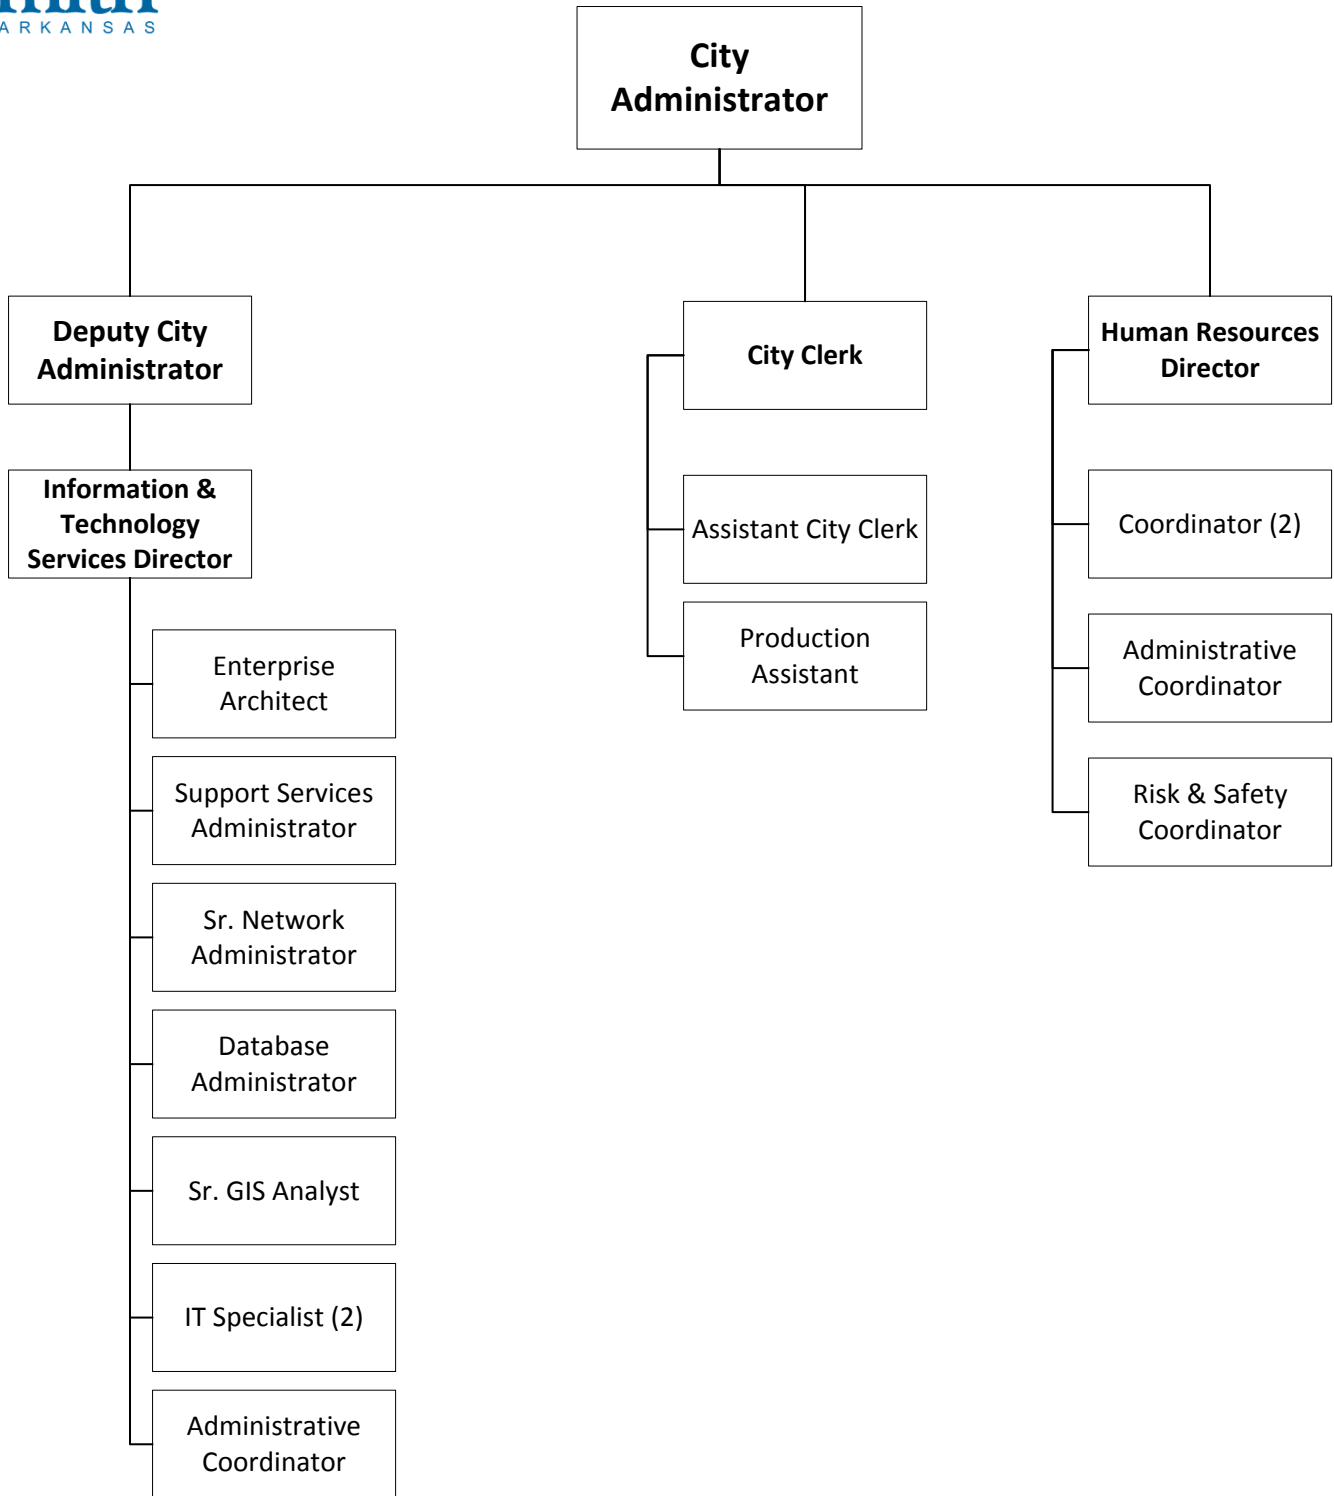 ARKANSAS
City
Administrator
Deputy City
Administrator
City Clerk
Human Resources
Director
Information &
Technology
Services Director
Assistant City Clerk
Production
Assistant
Coordinator (2)
Administrative
Coordinator
Risk & Safety
Coordinator
Enterprise
Architect
Support Services
Administrator
Sr. Network
Administrator
Database
Administrator
Sr. GIS Analyst
IT Specialist (2)
Administrative
Coordinator